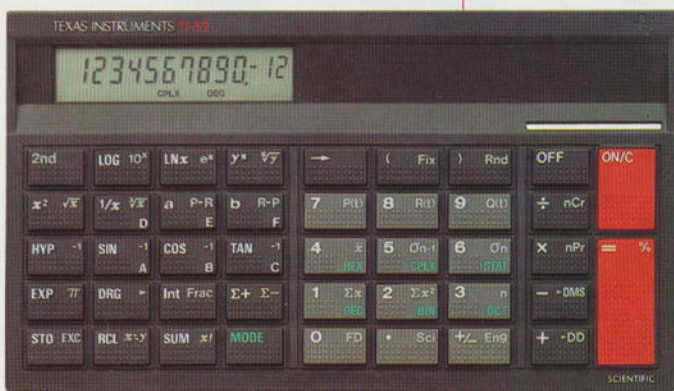 TEXAS INSTRUMENTS TI-62
1234567890.-12
CPLX DEG
2nd LOG 10ˣ LNx eˣ yˣ ˣ√y → ( Fix ) Rnd OFF ON/C
x² √x 1/x ∛x a P-R b R-P 7 P(t) 8 R(t) 9 Q(t) ÷ nCr
D E F
HYP -1 SIN -1 COS -1 TAN -1 4 x̄ 5 σn-1 6 σn × nPr = %
A B C HEX CPLX STAT
EXP π DRG ► Int Frac Σ+ Σ− 1 Σx 2 Σx² 3 n − -DMS
DEC BIN OCT
STO EXC RCL x:y SUM x! MODE 0 FD . Sci +/− Eng + -DD
SCIENTIFIC